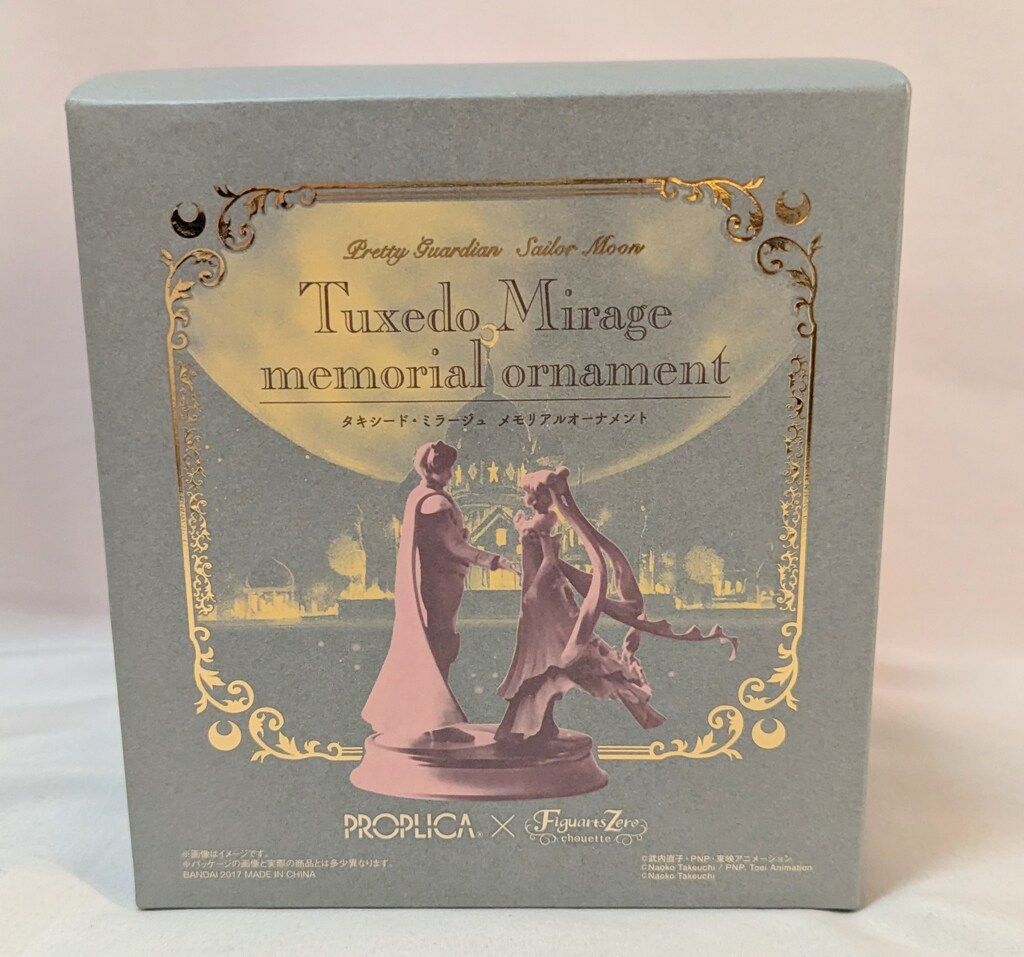 Pretty Guardian Sailor Moon
Tuxedo Mirage
memorial ornament
タキシード・ミラージュ メモリアルオーナメント
PROPLICA® × FiguartsZero
chouette
※画像はイメージです。
※パッケージの画像と実際の商品とは多少異なります。
BANDAI 2017 MADE IN CHINA
©武内直子・PNP・東映アニメーション
©Naoko Takeuchi / PNP, Toei Animation
©Naoko Takeuchi